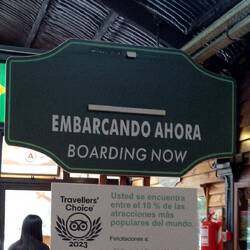 EMBARCANDO AHORA
BOARDING NOW
Travellers'
Choice
2023
Usted se encuentra
entre el 10 % de las
atracciones más
populares del mundo.
Felicitaciones a: